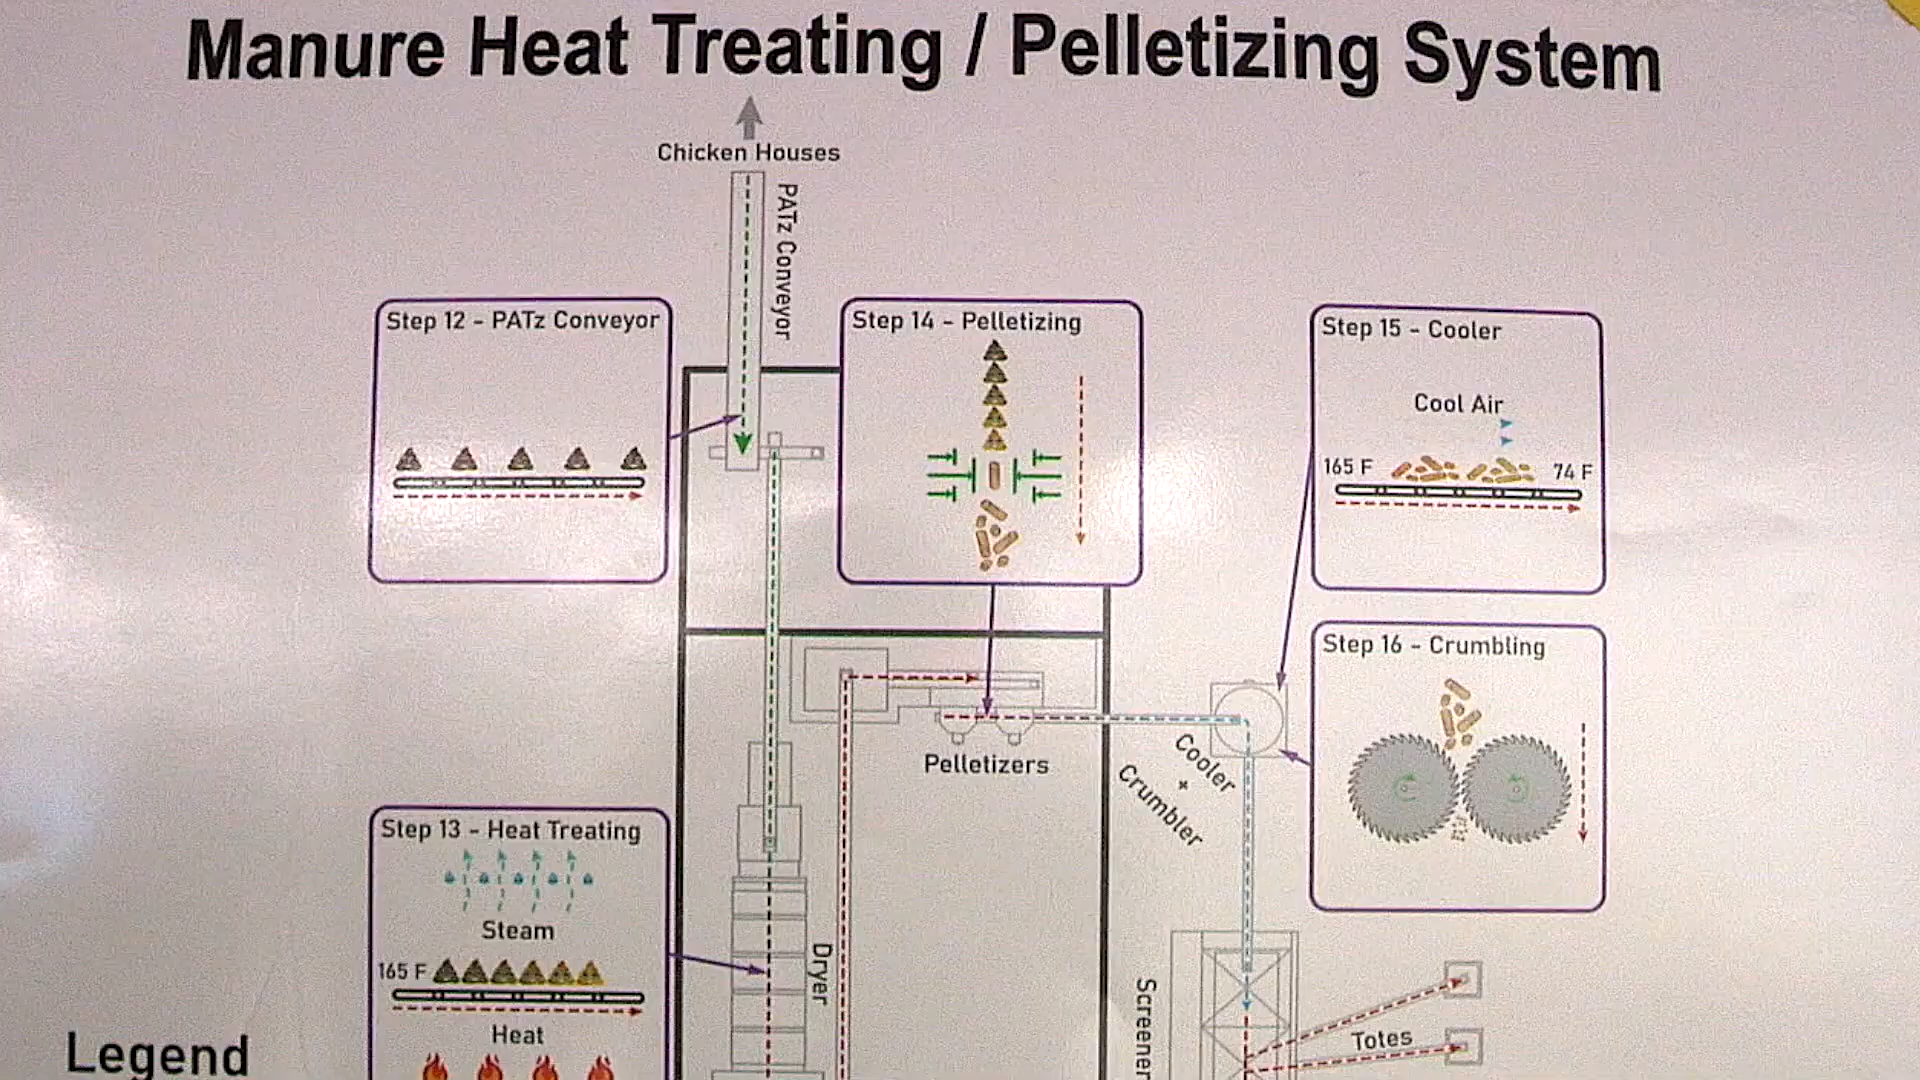 Manure Heat Treating / Pelletizing System
Chicken Houses
PATz Conveyor
Step 12 - PATz Conveyor
Step 14 - Pelletizing
Step 15 - Cooler
Cool Air
165 F
74 F
Step 16 - Crumbling
Pelletizers
Cooler
+
Crumbler
Step 13 - Heat Treating
Steam
165 F
Heat
Dryer
Screener
Totes
Legend